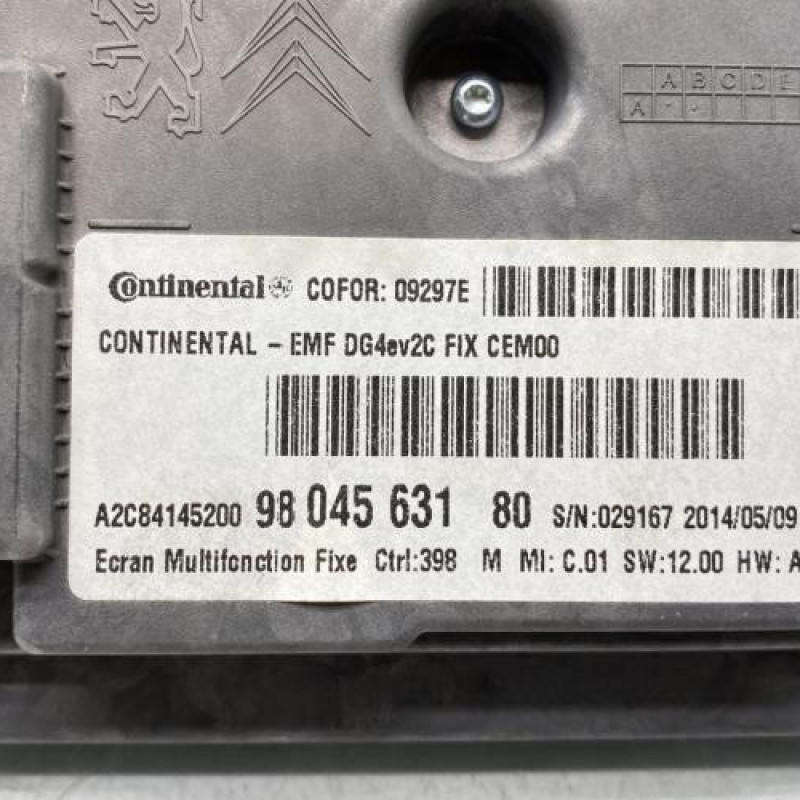 A B C D E
A
Continental COFOR: 09297E
CONTINENTAL - EMF DG4ev2C FIX CEM00
A2C84145200 98 045 631 80 S/N:029167 2014/05/09
Ecran Multifonction Fixe Ctrl:398 M MI: C.01 SW:12.00 HW: A